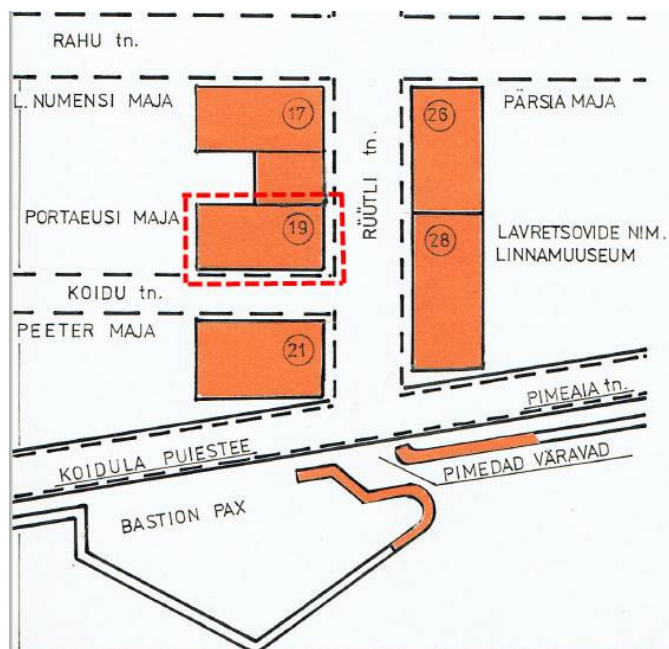 RAHU tn.
L. NUMENSI MAJA
17
26
PÄRSIA MAJA
RÜÜTLI tn.
PORTAEUSI MAJA
19
28
LAVRETSOVIDE NIM.
LINNAMUUSEUM
KOIDU tn.
PEETER MAJA
21
PIMEAIA tn.
KOIDULA PUIESTEE
PIMEDAD VÄRAVAD
BASTION PAX